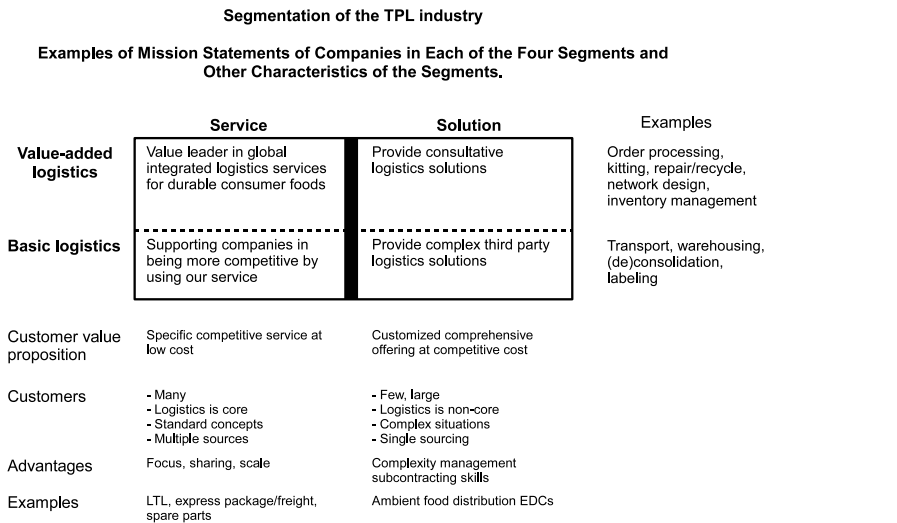 Segmentation of the TPL industry
Examples of Mission Statements of Companies in Each of the Four Segments and
Other Characteristics of the Segments.
Service
Solution
Examples
Value-added
logistics
Value leader in global
integrated logistics services
for durable consumer foods
Provide consultative
logistics solutions
Order processing,
kitting, repair/recycle,
network design,
inventory management
Basic logistics
Supporting companies in
being more competitive by
using our service
Provide complex third party
logistics solutions
Transport, warehousing,
(de)consolidation,
labeling
Customer value
proposition
Specific competitive service at
low cost
Customized comprehensive
offering at competitive cost
Customers
- Many
- Logistics is core
- Standard concepts
- Multiple sources
- Few, large
- Logistics is non-core
- Complex situations
- Single sourcing
Advantages
Focus, sharing, scale
Complexity management
subcontracting skills
Examples
LTL, express package/freight,
spare parts
Ambient food distribution EDCs